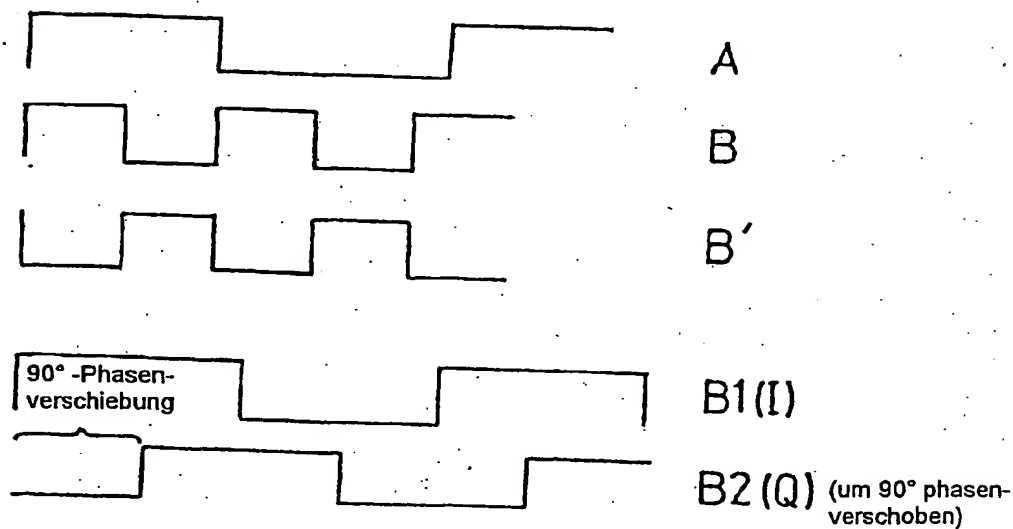 A
B
B′
90° -Phasen-
verschiebung
B1(I)
B2(Q) (um 90° phasen-
verschoben)